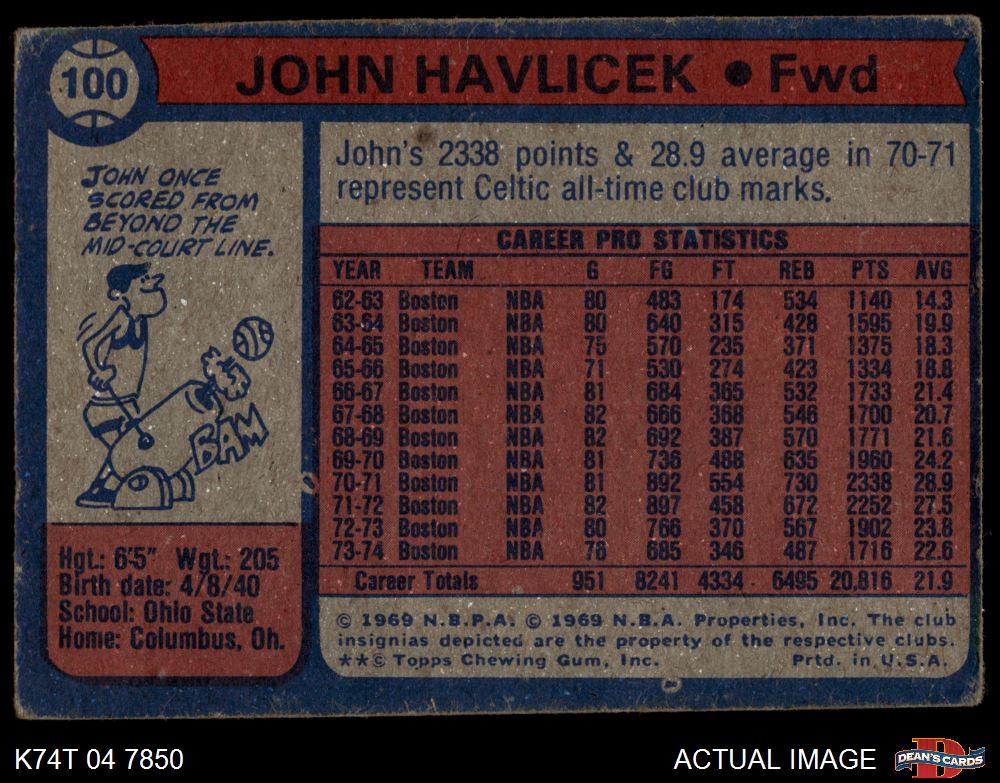 100
JOHN HAVLICEK ● Fwd
JOHN ONCE
SCORED FROM
BEYOND THE
MID-COURT LINE.
BAM
Hgt.: 6'5" Wgt.: 205
Birth date: 4/8/40
School: Ohio State
Home: Columbus, Oh.
John's 2338 points & 28.9 average in 70-71
represent Celtic all-time club marks.
CAREER PRO STATISTICS
YEAR TEAM G FG FT REB PTS AVG
62-63 Boston NBA 80 483 174 534 1140 14.3
63-64 Boston NBA 80 640 315 428 1595 19.9
64-65 Boston NBA 75 570 235 371 1375 18.3
65-66 Boston NBA 71 530 274 423 1334 18.8
66-67 Boston NBA 81 684 365 532 1733 21.4
67-68 Boston NBA 82 666 368 546 1700 20.7
68-69 Boston NBA 82 692 387 570 1771 21.6
69-70 Boston NBA 81 736 488 635 1960 24.2
70-71 Boston NBA 81 892 554 730 2338 28.9
71-72 Boston NBA 82 897 458 672 2252 27.5
72-73 Boston NBA 80 766 370 567 1902 23.8
73-74 Boston NBA 76 685 346 487 1716 22.6
Career Totals 951 8241 4334 6495 20,816 21.9
© 1969 N.B.P.A. © 1969 N.B.A. Properties, Inc. The club
insignias depicted are the property of the respective clubs.
**© Topps Chewing Gum, Inc. Prtd. in U.S.A.
K74T 04 7850
ACTUAL IMAGE
D
DEAN'S CARDS